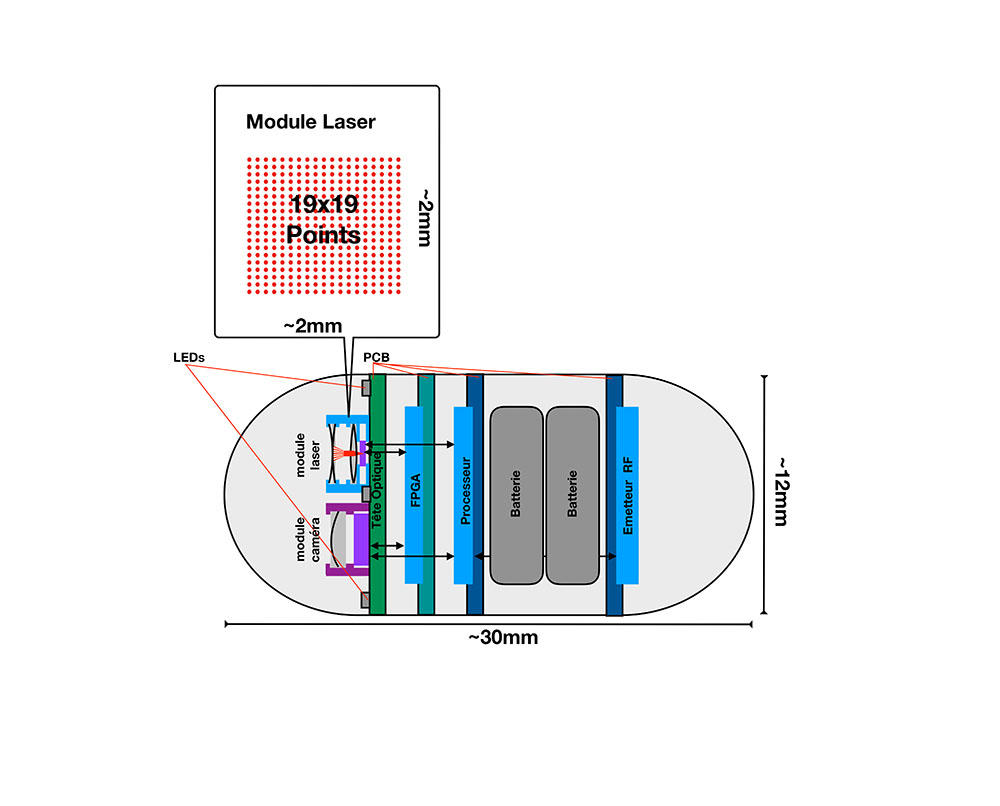 Module Laser
19x19
Points
~2mm
~2mm
LEDs
PCB
module
laser
module
caméra
Tête Optique
FPGA
Processeur
Batterie
Batterie
Emetteur RF
~12mm
~30mm